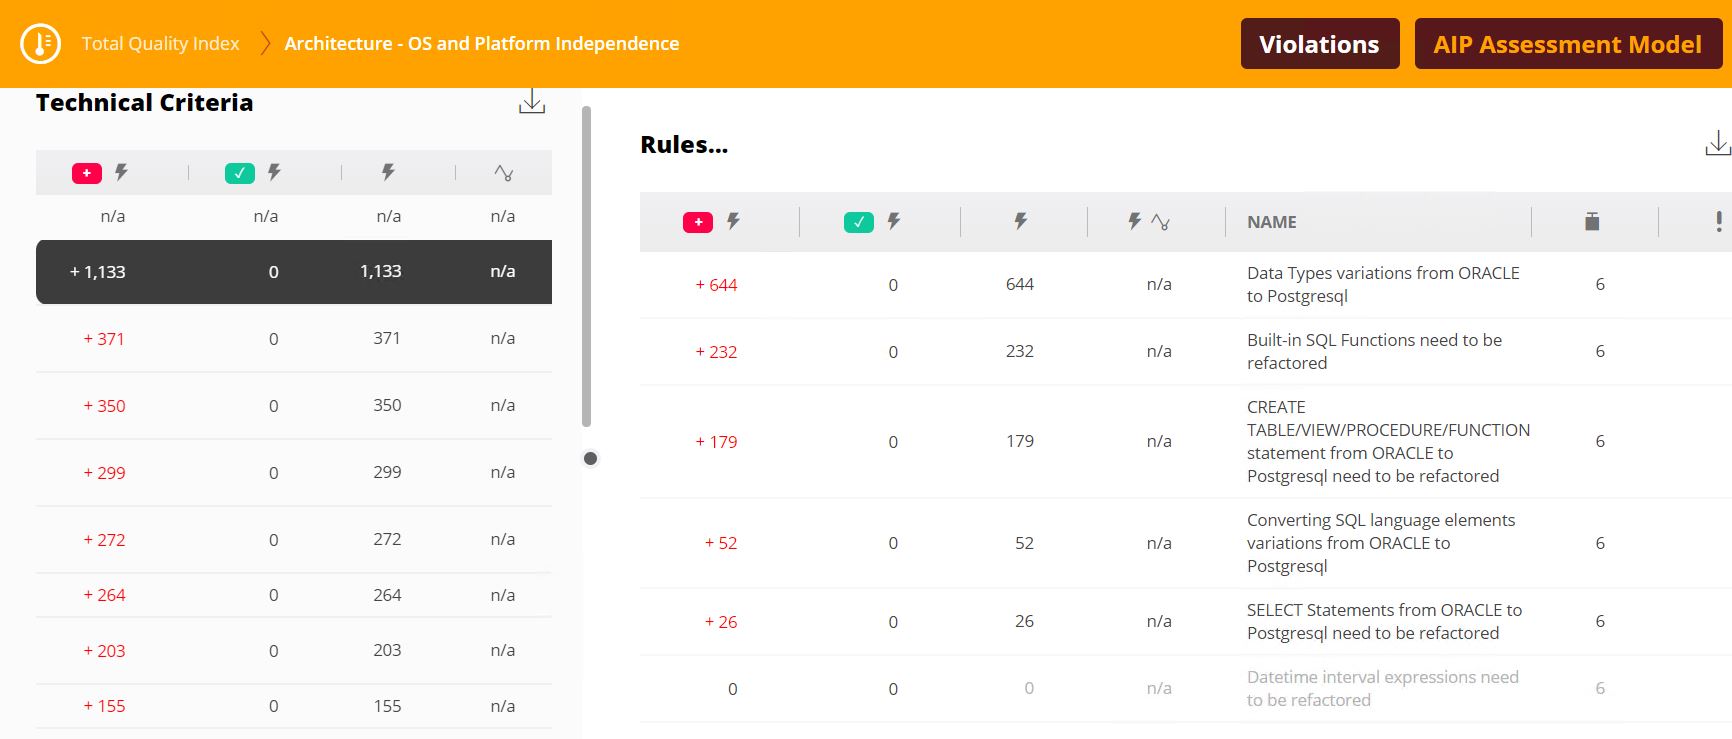 Total Quality Index
Architecture - OS and Platform Independence
Violations
AIP Assessment Model
Technical Criteria
n/a n/a n/a n/a
+ 1,133 0 1,133 n/a
+ 371 0 371 n/a
+ 350 0 350 n/a
+ 299 0 299 n/a
+ 272 0 272 n/a
+ 264 0 264 n/a
+ 203 0 203 n/a
+ 155 0 155 n/a
Rules...
NAME
+ 644 0 644 n/a Data Types variations from ORACLE 6
to Postgresql
+ 232 0 232 n/a Built-in SQL Functions need to be 6
refactored
CREATE
TABLE/VIEW/PROCEDURE/FUNCTION
+ 179 0 179 n/a statement from ORACLE to 6
Postgresql need to be refactored
Converting SQL language elements
+ 52 0 52 n/a variations from ORACLE to 6
Postgresql
+ 26 0 26 n/a SELECT Statements from ORACLE to 6
Postgresql need to be refactored
0 0 0 n/a Datetime interval expressions need 6
to be refactored